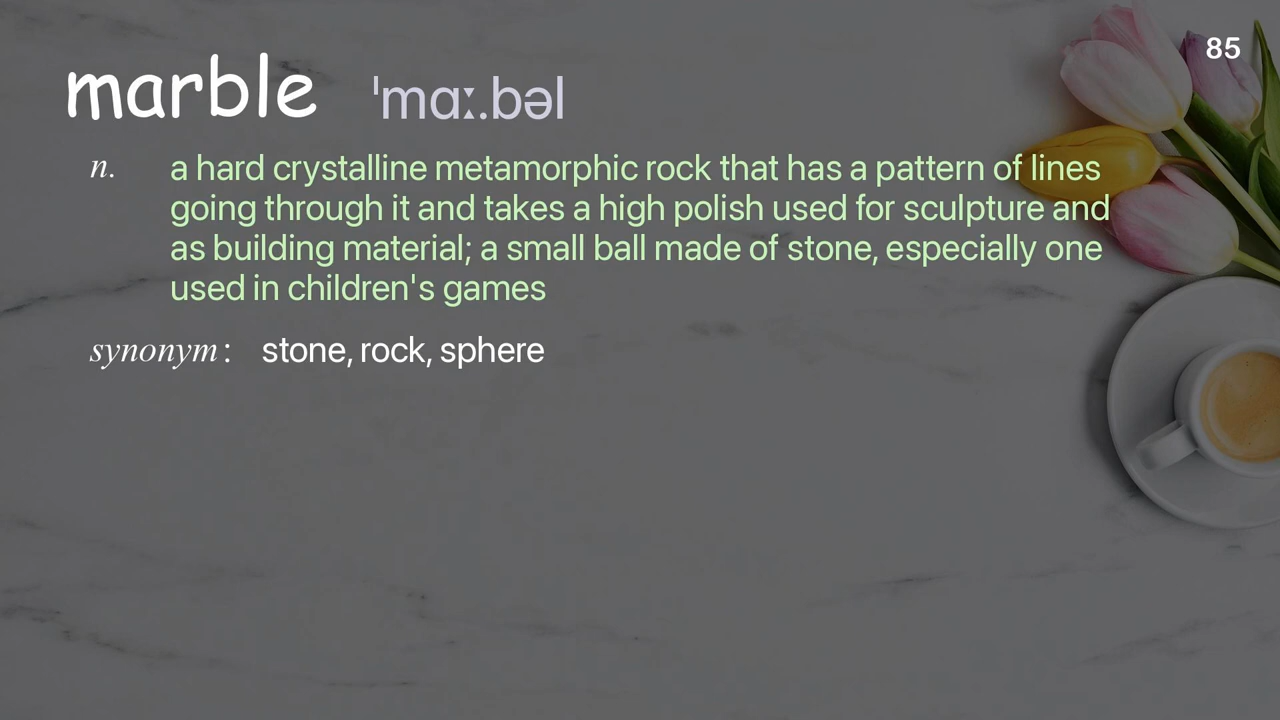 85
marble ˈmɑː.bəl
n. a hard crystalline metamorphic rock that has a pattern of lines
going through it and takes a high polish used for sculpture and
as building material; a small ball made of stone, especially one
used in children's games
synonym: stone, rock, sphere